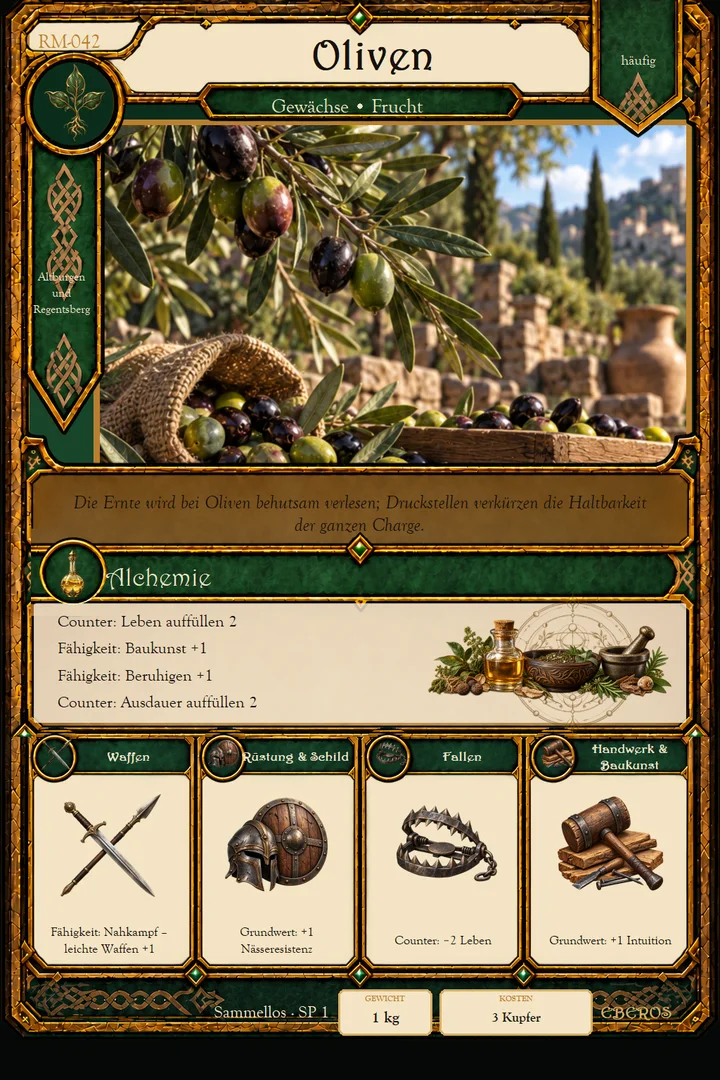 RM-042
Oliven
häufig
Gewächse • Frucht
Altburgen
und
Regentsberg
Die Ernte wird bei Oliven behutsam verlesen; Druckstellen verkürzen die Haltbarkeit
der ganzen Charge.
Alchemie
Counter: Leben auffüllen 2
Fähigkeit: Baukunst +1
Fähigkeit: Beruhigen +1
Counter: Ausdauer auffüllen 2
Waffen
Rüstung & Schild
Fallen
Handwerk &
Baukunst
Fähigkeit: Nahkampf –
leichte Waffen +1
Grundwert: +1
Nässeresistenz
Counter: −2 Leben
Grundwert: +1 Intuition
Sammellos · SP 1
GEWICHT
1 kg
KOSTEN
3 Kupfer
EBEROS